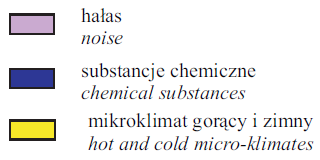 hałas
noise
substancje chemiczne
chemical substances
mikroklimat gorący i zimny
hot and cold micro-klimates